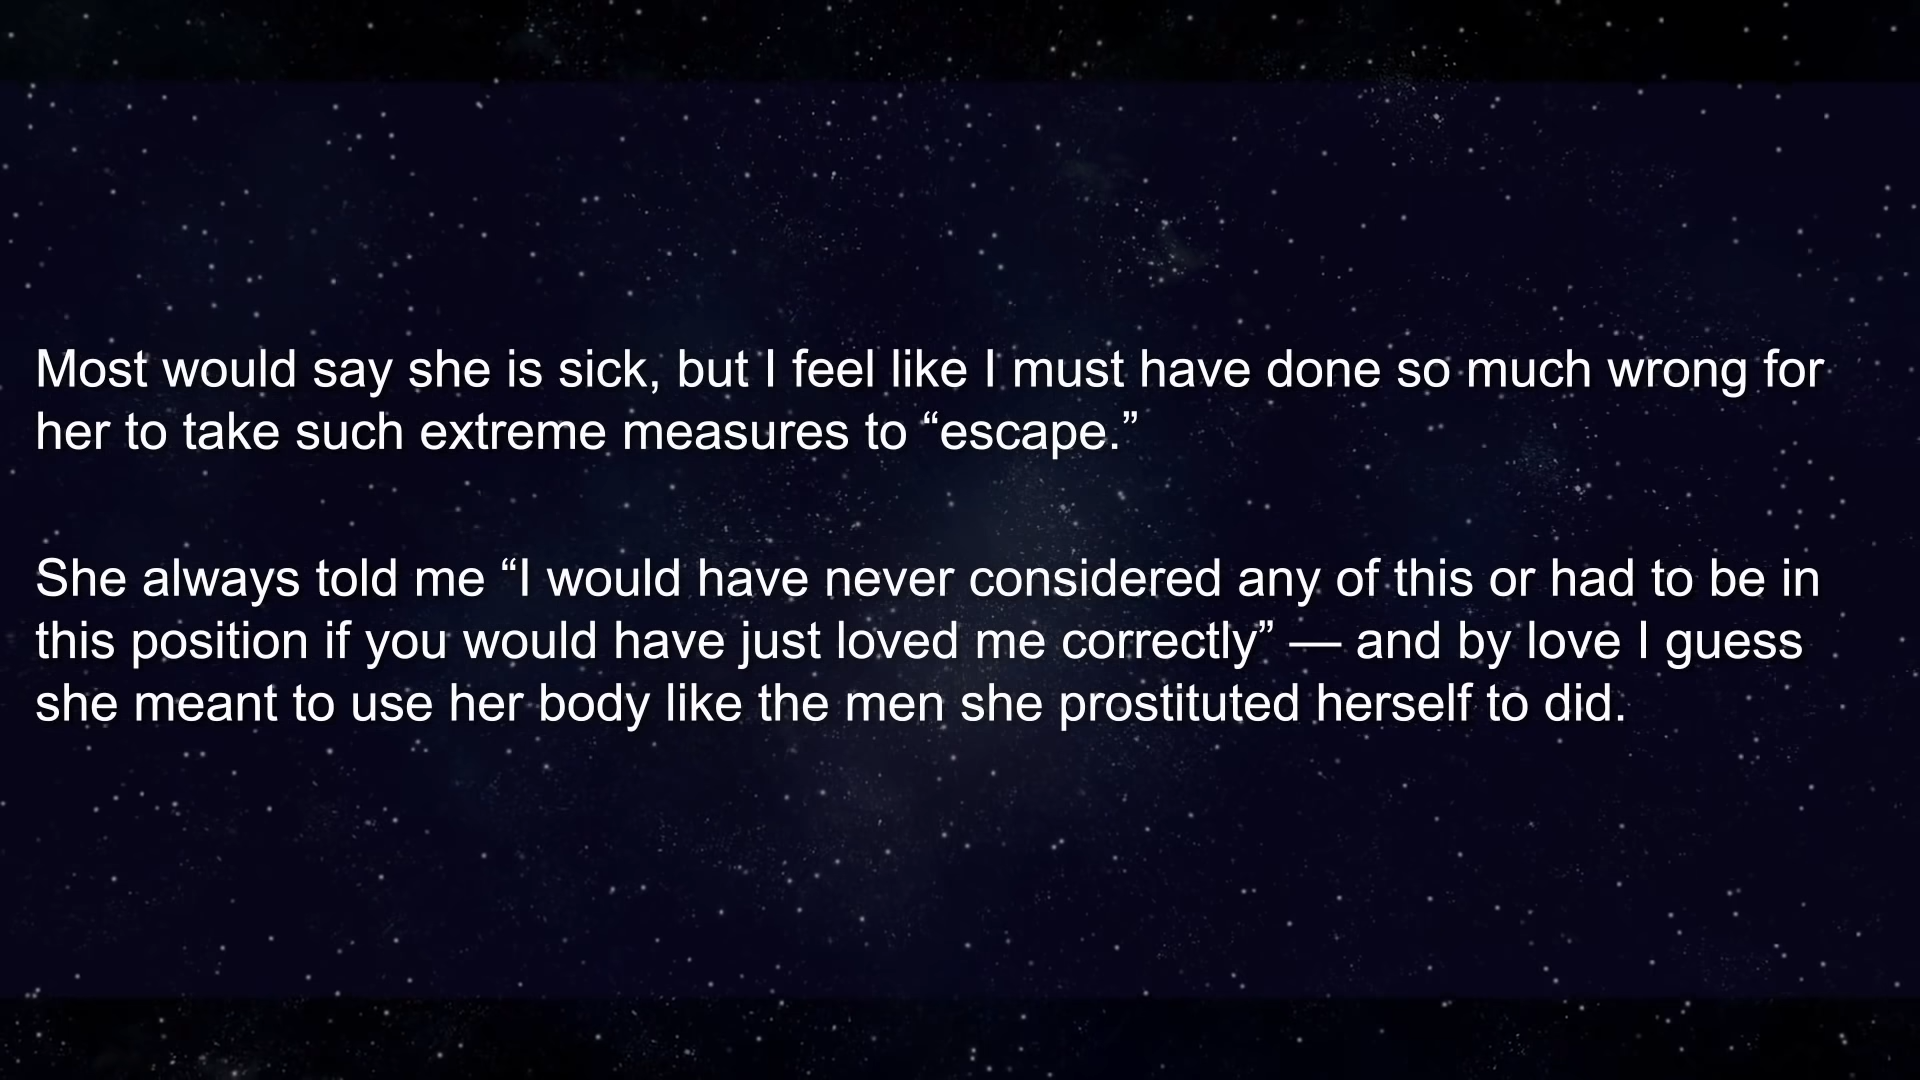 Most would say she is sick, but I feel like I must have done so much wrong for
her to take such extreme measures to “escape.”
She always told me “I would have never considered any of this or had to be in
this position if you would have just loved me correctly” — and by love I guess
she meant to use her body like the men she prostituted herself to did.